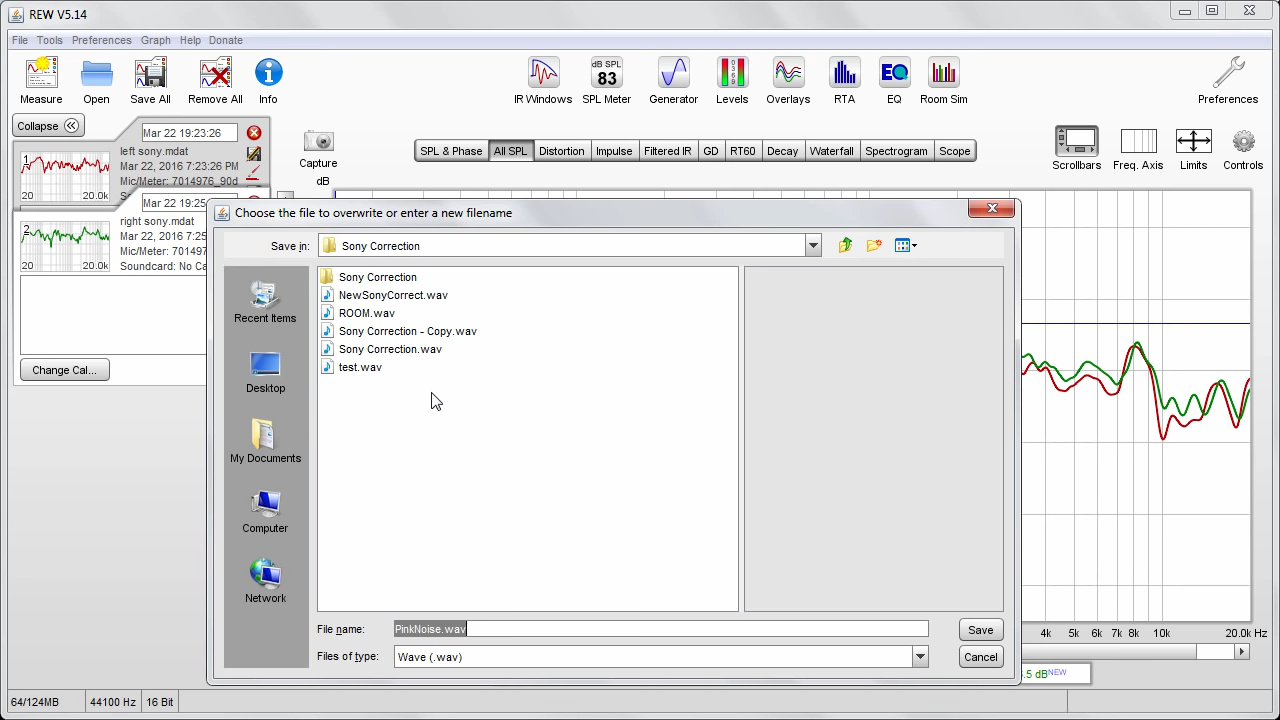 REW V5.14
File Tools Preferences Graph Help Donate
Measure Open Save All Remove All Info
dB SPL
83
IR Windows SPL Meter Generator Levels Overlays RTA EQ Room Sim
Preferences
Collapse
Capture
SPL & Phase All SPL Distortion Impulse Filtered IR GD RT60 Decay Waterfall Spectrogram Scope
Scrollbars Freq. Axis Limits Controls
dB
1
20 20.0k
Mar 22 19:23:26
left sony.mdat
Mar 22, 2016 7:23:26 PM
Mic/Meter: 7014976_90d
2
20 20.0k
Mar 22 19:25
right sony.mdat
Mar 22, 2016 7:25
Mic/Meter: 701497
Soundcard: No Ca
Change Cal...
Choose the file to overwrite or enter a new filename
Save in: Sony Correction
Recent Items
Desktop
My Documents
Computer
Network
Sony Correction
NewSonyCorrect.wav
ROOM.wav
Sony Correction - Copy.wav
Sony Correction.wav
test.wav
File name: PinkNoise.wav Save
Files of type: Wave (.wav) Cancel
4k 5k 6k 7k 8k 10k 20.0k Hz
.5 dB NEW
64/124MB 44100 Hz 16 Bit